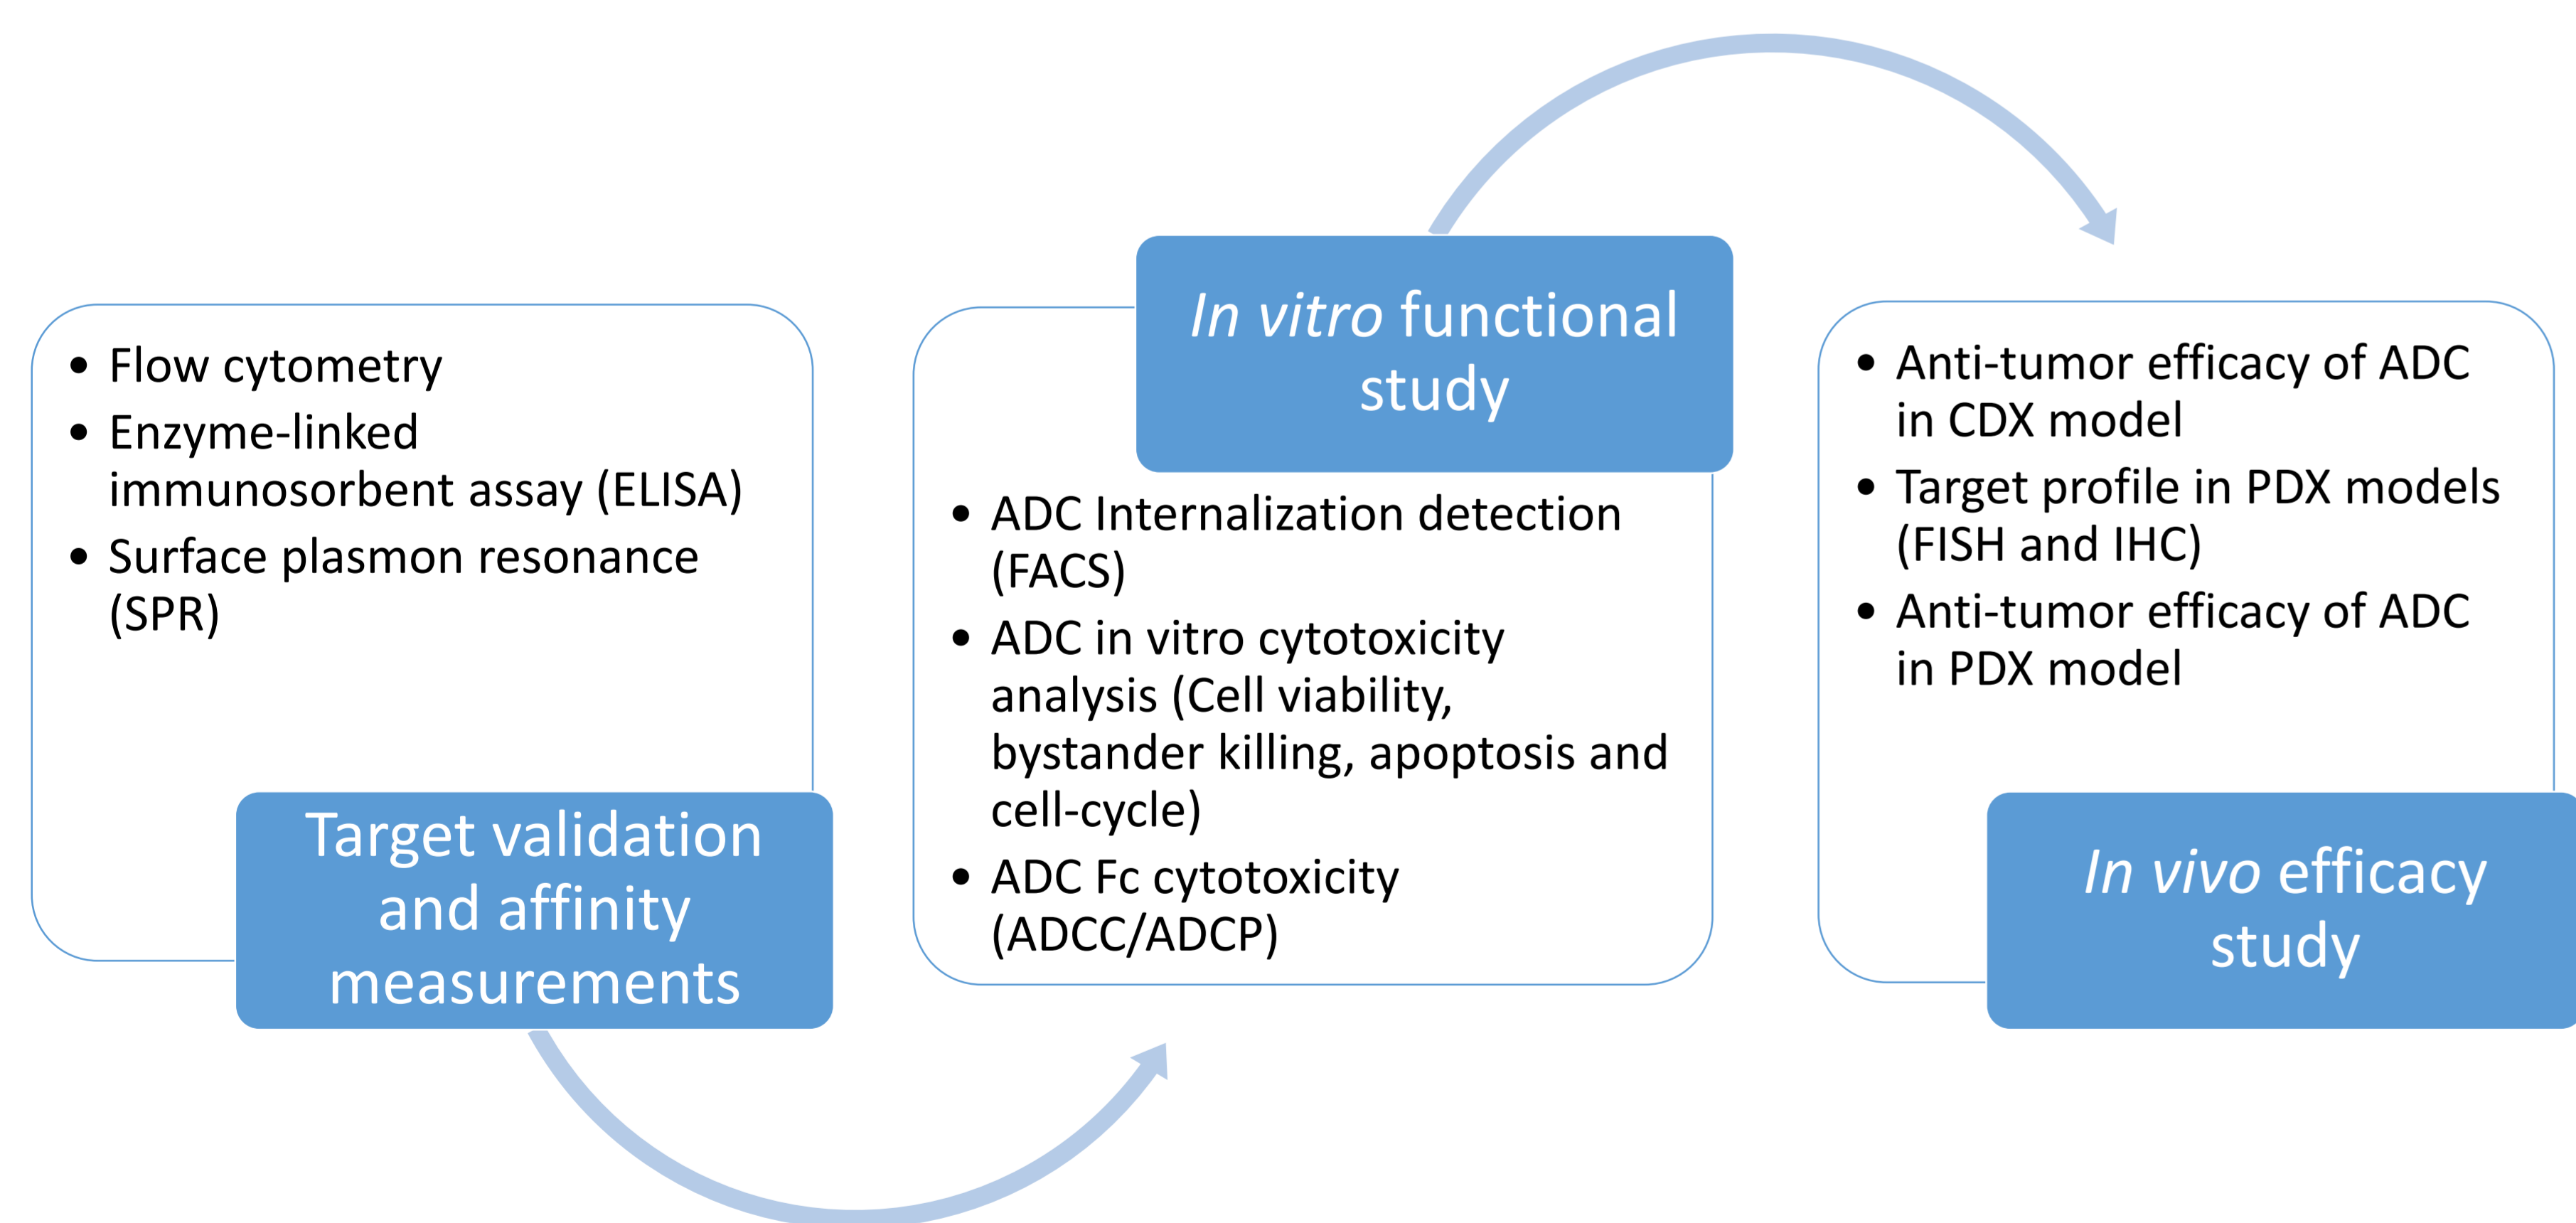 • Flow cytometry
• Enzyme-linked
immunosorbent assay (ELISA)
• Surface plasmon resonance
(SPR)
Target validation
and affinity
measurements
In vitro functional
study
• ADC Internalization detection
(FACS)
• ADC in vitro cytotoxicity
analysis (Cell viability,
bystander killing, apoptosis and
cell-cycle)
• ADC Fc cytotoxicity
(ADCC/ADCP)
• Anti-tumor efficacy of ADC
in CDX model
• Target profile in PDX models
(FISH and IHC)
• Anti-tumor efficacy of ADC
in PDX model
In vivo efficacy
study